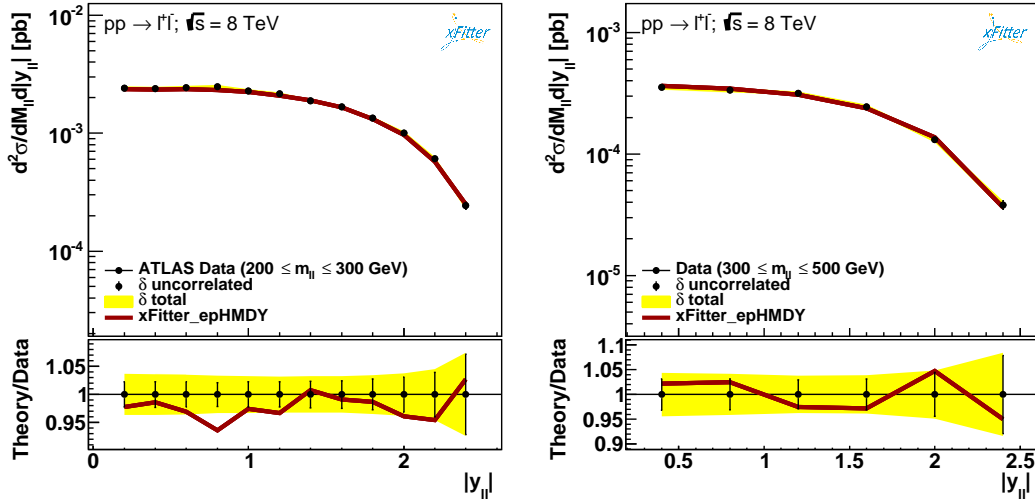 pp → l⁺l⁻; √s = 8 TeV
xFitter
d²σ/dM_ll d|y_ll| [pb]
10⁻²
10⁻³
10⁻⁴
ATLAS Data (200 ≤ m_ll ≤ 300 GeV)
δ uncorrelated
δ total
xFitter_epHMDY
Theory/Data
1.05
1
0.95
0 1 2
|y_ll|
pp → l⁺l⁻; √s = 8 TeV
xFitter
d²σ/dM_ll d|y_ll| [pb]
10⁻³
10⁻⁴
10⁻⁵
Data (300 ≤ m_ll ≤ 500 GeV)
δ uncorrelated
δ total
xFitter_epHMDY
Theory/Data
1.1
1.05
1
0.95
0.9
0.5 1 1.5 2 2.5
|y_ll|